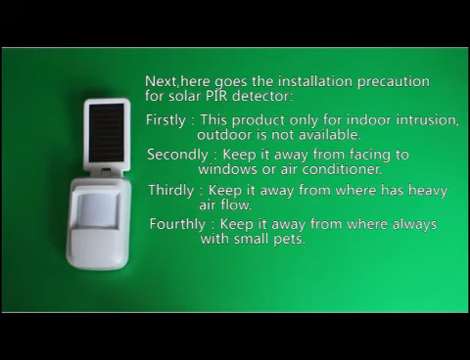 Next,here goes the installation precaution
for solar PIR detector:
Firstly : This product only for indoor intrusion,
outdoor is not available.
Secondly : Keep it away from facing to
windows or air conditioner.
Thirdly : Keep it away from where has heavy
air flow.
Fourthly : Keep it away from where always
with small pets.